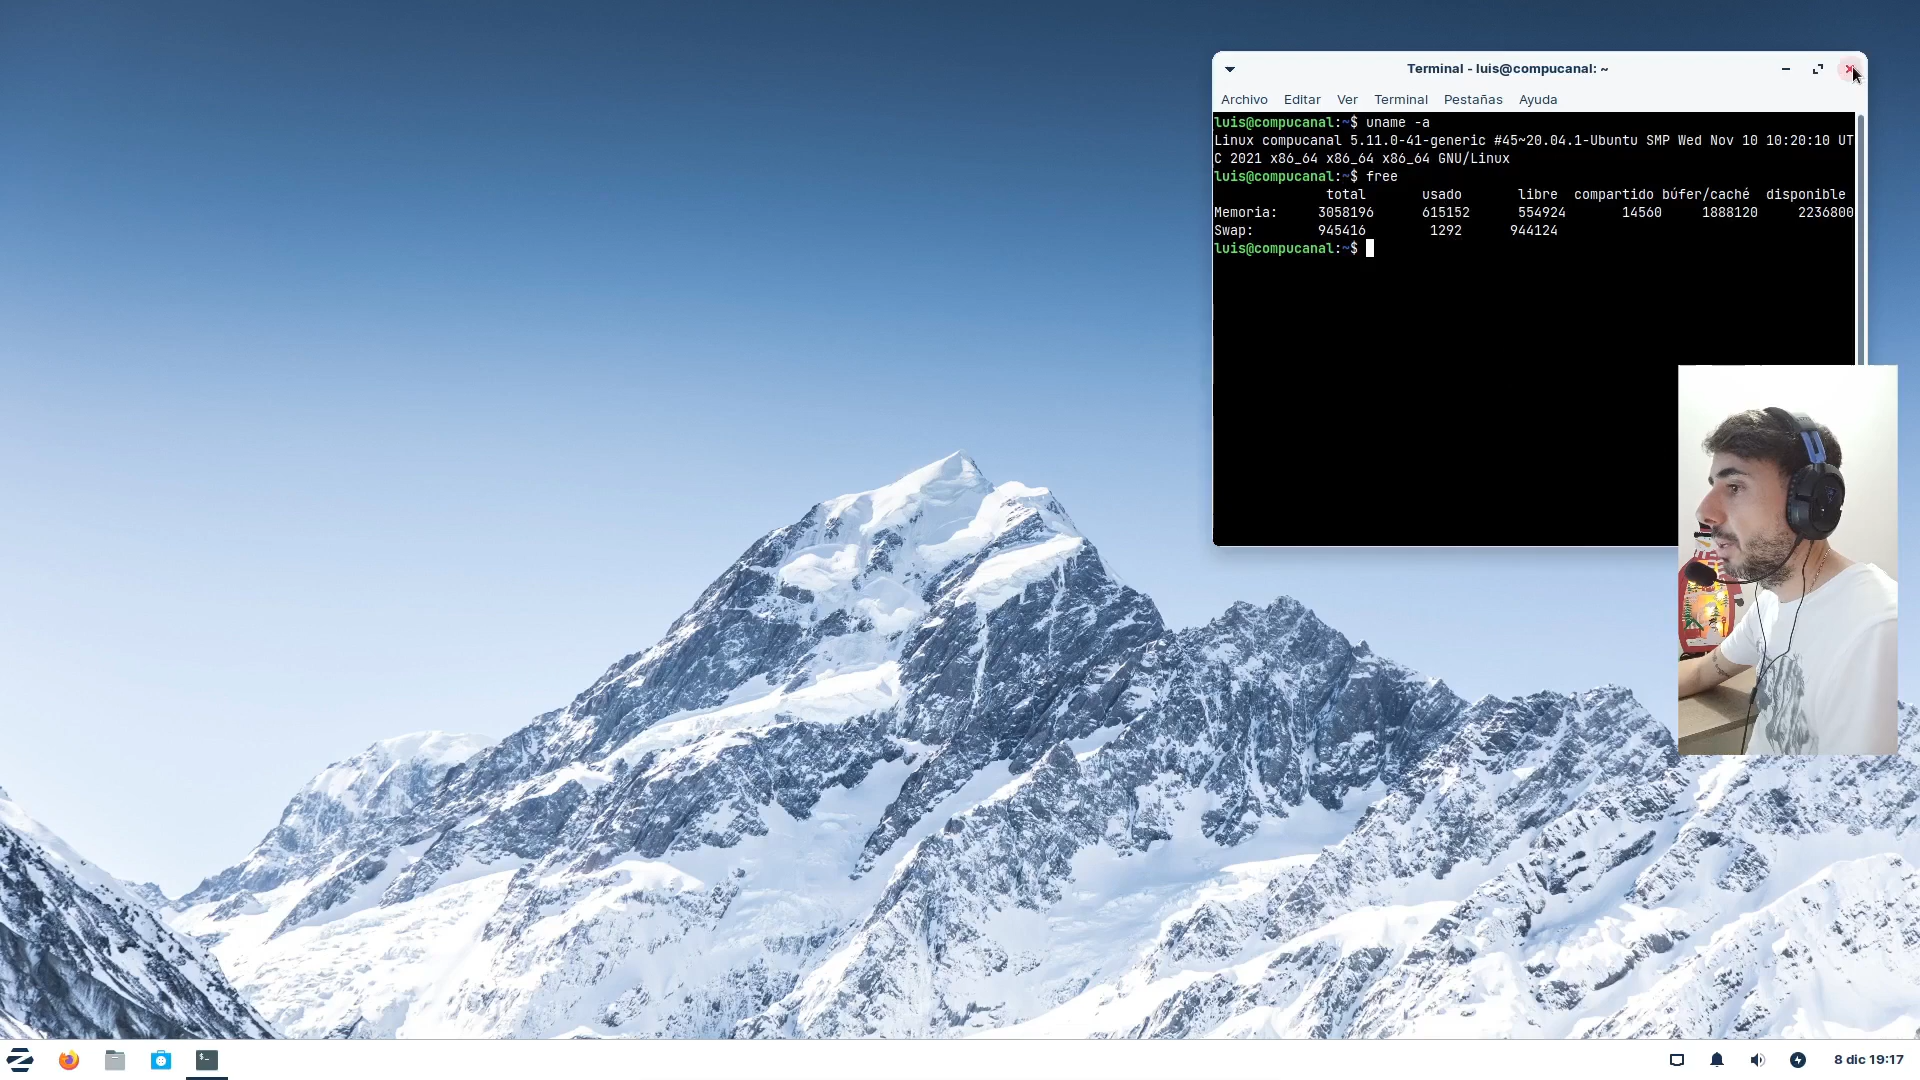 Terminal - luis@compucanal: ~
Archivo Editar Ver Terminal Pestañas Ayuda
luis@compucanal:~$ uname -a
Linux compucanal 5.11.0-41-generic #45~20.04.1-Ubuntu SMP Wed Nov 10 10:20:10 UT
C 2021 x86_64 x86_64 x86_64 GNU/Linux
luis@compucanal:~$ free
total usado libre compartido búfer/caché disponible
Memoria: 3058196 615152 554924 14560 1888120 2236800
Swap: 945416 1292 944124
luis@compucanal:~$
8 dic 19:17